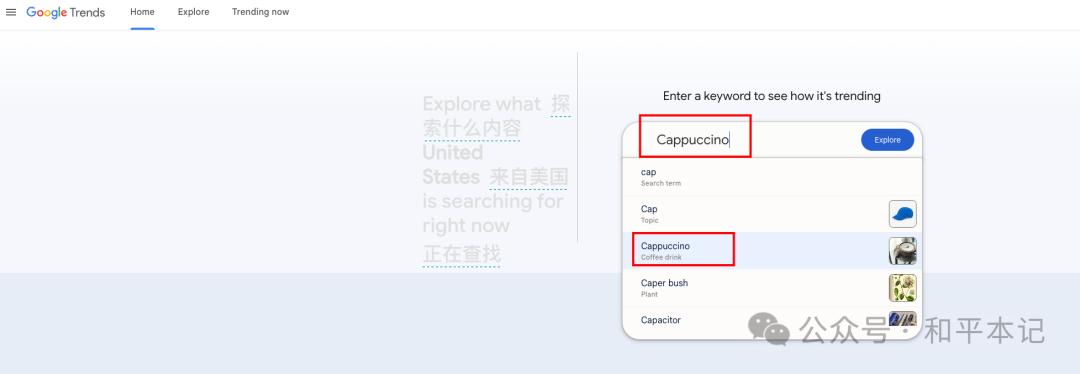 Google Trends
Home
Explore
Trending now
Explore what 探
索什么内容
United
States 来自美国
is searching for
right now
正在查找
Enter a keyword to see how it's trending
Cappuccino
Explore
cap
Search term
Cap
Topic
Cappuccino
Coffee drink
Caper bush
Plant
Capacitor
公众号·和平本记